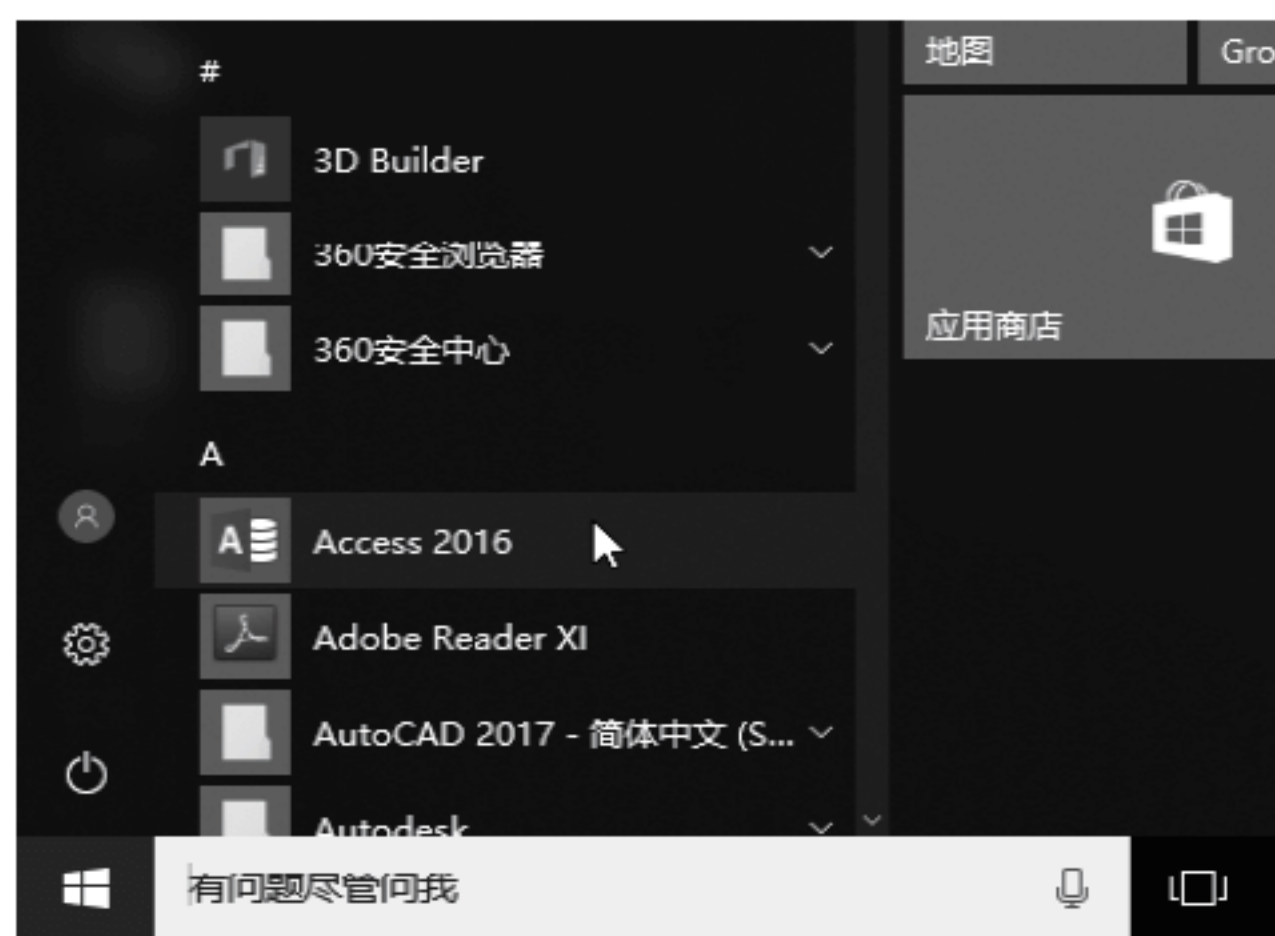 #
3D Builder
360安全浏览器
360安全中心
A
Access 2016
Adobe Reader XI
AutoCAD 2017 - 简体中文 (S...
Autodesk
有问题尽管问我
地图
Gro
应用商店